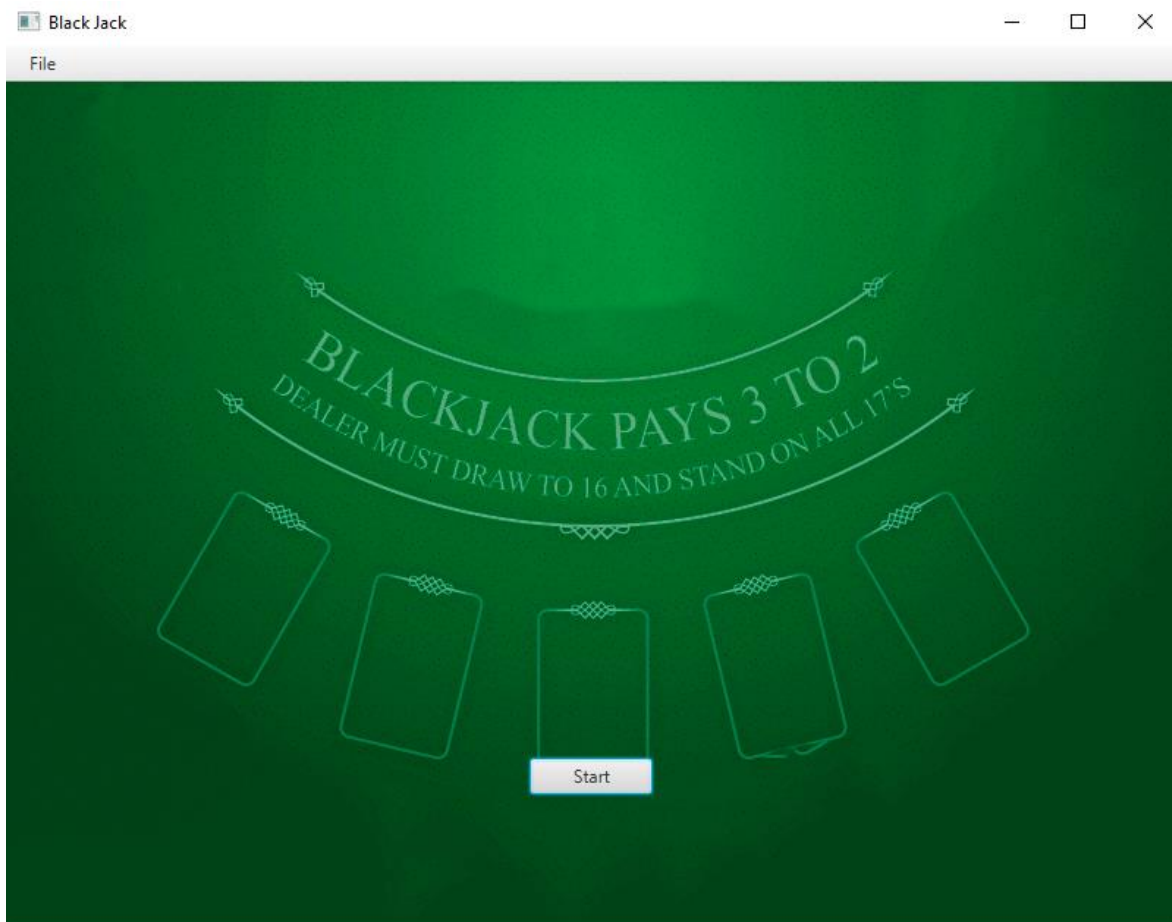 Black Jack
File
BLACKJACK PAYS 3 TO 2
DEALER MUST DRAW TO 16 AND STAND ON ALL 17'S
Start